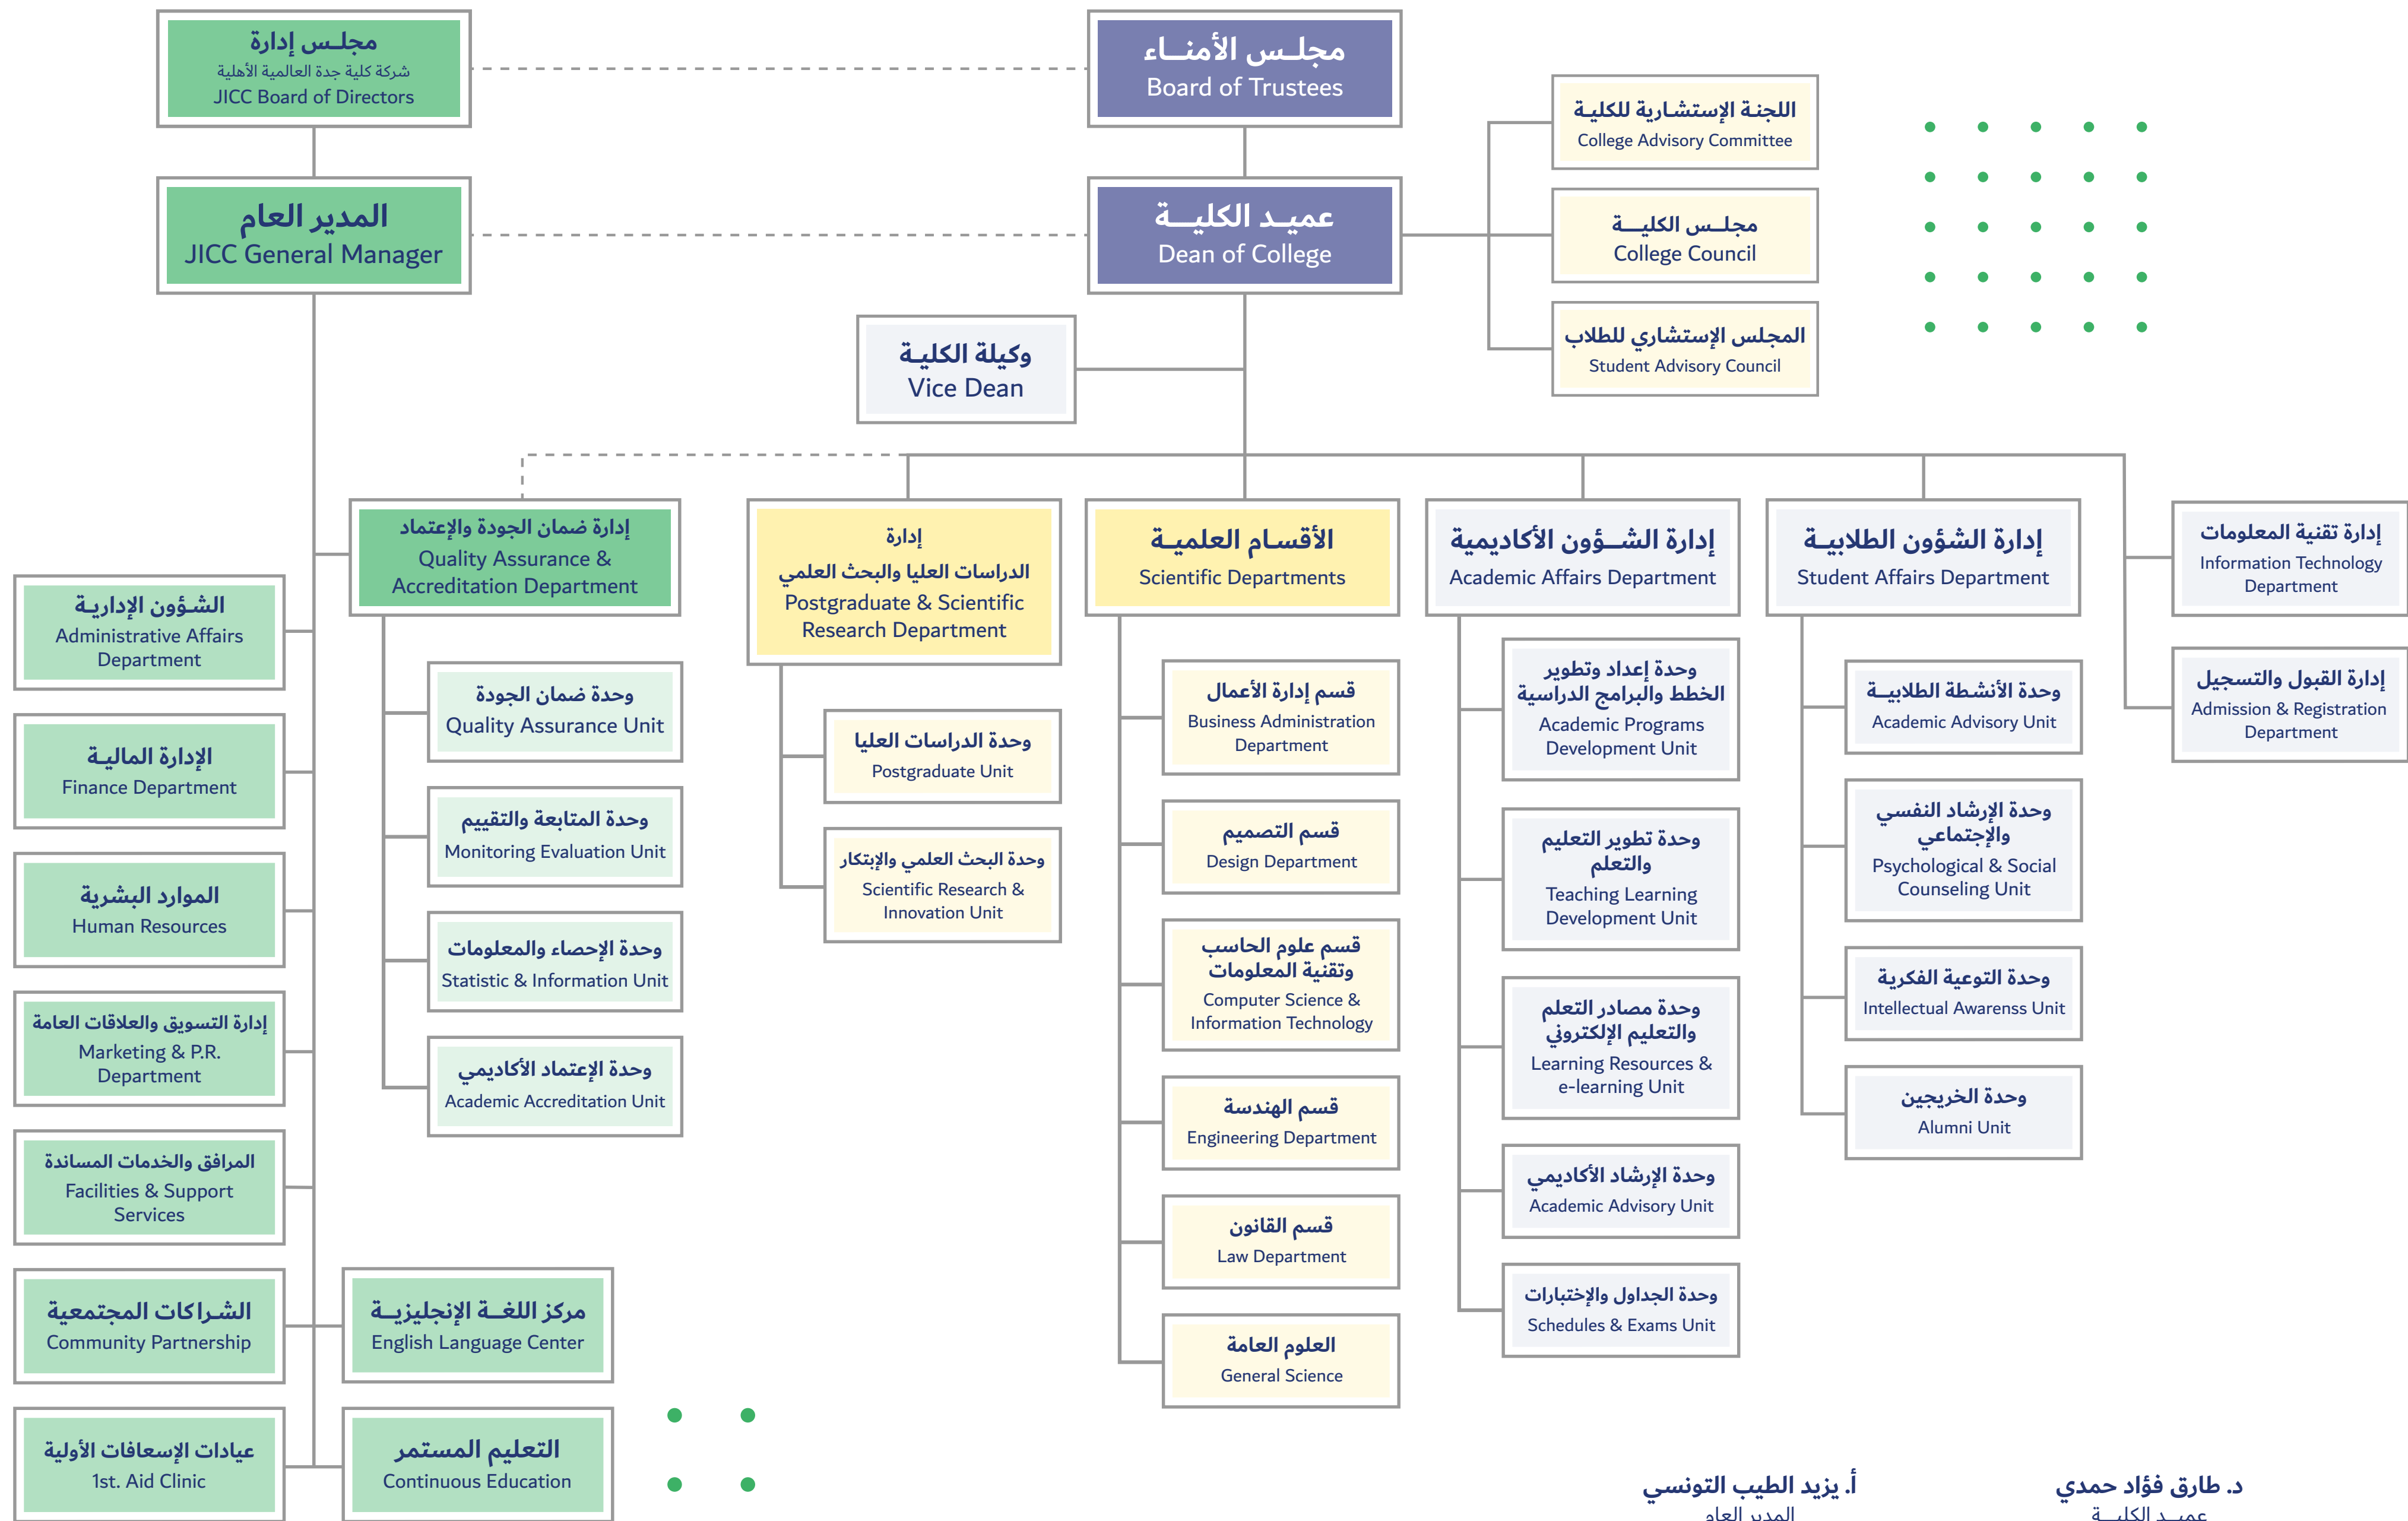 مجلس إدارة
شركة كلية جدة العالمية الأهلية
JICC Board of Directors
مجلس الأمناء
Board of Trustees
اللجنة الإستشارية للكلية
College Advisory Committee
المدير العام
JICC General Manager
عميد الكلية
Dean of College
مجلس الكلية
College Council
المجلس الإستشاري للطلاب
Student Advisory Council
وكيلة الكلية
Vice Dean
إدارة ضمان الجودة والإعتماد
Quality Assurance &
Accreditation Department
إدارة
الدراسات العليا والبحث العلمي
Postgraduate & Scientific
Research Department
الأقسام العلمية
Scientific Departments
إدارة الشؤون الأكاديمية
Academic Affairs Department
إدارة الشؤون الطلابية
Student Affairs Department
إدارة تقنية المعلومات
Information Technology
Department
إدارة القبول والتسجيل
Admission & Registration
Department
الشؤون الإدارية
Administrative Affairs
Department
الإدارة المالية
Finance Department
الموارد البشرية
Human Resources
إدارة التسويق والعلاقات العامة
Marketing & P.R.
Department
المرافق والخدمات المساندة
Facilities & Support
Services
الشراكات المجتمعية
Community Partnership
عيادات الإسعافات الأولية
1st. Aid Clinic
مركز اللغة الإنجليزية
English Language Center
التعليم المستمر
Continuous Education
وحدة ضمان الجودة
Quality Assurance Unit
وحدة المتابعة والتقييم
Monitoring Evaluation Unit
وحدة الإحصاء والمعلومات
Statistic & Information Unit
وحدة الإعتماد الأكاديمي
Academic Accreditation Unit
وحدة الدراسات العليا
Postgraduate Unit
وحدة البحث العلمي والإبتكار
Scientific Research &
Innovation Unit
قسم إدارة الأعمال
Business Administration
Department
قسم التصميم
Design Department
قسم علوم الحاسب
وتقنية المعلومات
Computer Science &
Information Technology
قسم الهندسة
Engineering Department
قسم القانون
Law Department
العلوم العامة
General Science
وحدة إعداد وتطوير
الخطط والبرامج الدراسية
Academic Programs
Development Unit
وحدة تطوير التعليم
والتعلم
Teaching Learning
Development Unit
وحدة مصادر التعلم
والتعليم الإلكتروني
Learning Resources &
e-learning Unit
وحدة الإرشاد الأكاديمي
Academic Advisory Unit
وحدة الجداول والإختبارات
Schedules & Exams Unit
وحدة الأنشطة الطلابية
Academic Advisory Unit
وحدة الإرشاد النفسي
والإجتماعي
Psychological & Social
Counseling Unit
وحدة التوعية الفكرية
Intellectual Awarenss Unit
وحدة الخريجين
Alumni Unit
د. طارق فؤاد حمدي
عميد الكلية
أ. يزيد الطيب التونسي
المدير العام